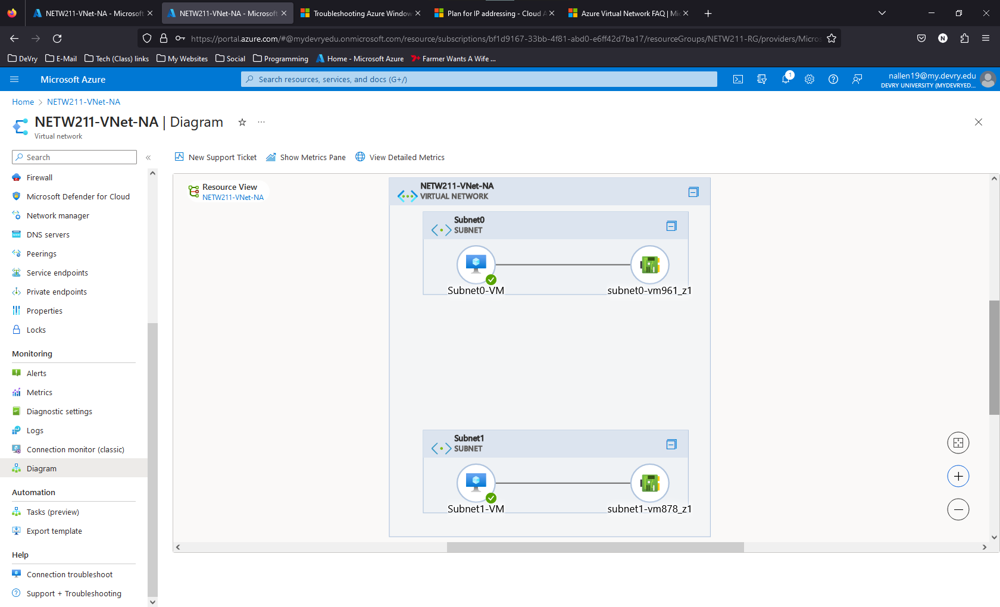 NETW211-VNet-NA - Microsoft
NETW211-VNet-NA - Microsoft
Troubleshooting Azure Window
Plan for IP addressing - Cloud A
Azure Virtual Network FAQ | Mic
https://portal.azure.com/#@mydevryedu.onmicrosoft.com/resource/subscriptions/bf1d9167-33bb-4f81-abd0-e6ff42d7ba17/resourceGroups/NETW211-RG/providers/Micros
N
DeVry
E-Mail
Tech (Class) links
My Websites
Social
Programming
Home - Microsoft Azure
Farmer Wants A Wife ...
Microsoft Azure
Search resources, services, and docs (G+/)
1
nallen19@my.devry.edu
DEVRY UNIVERSITY (MYDEVRYED...
Home > NETW211-VNet-NA
NETW211-VNet-NA | Diagram
Virtual network
Search
New Support Ticket
Show Metrics Pane
View Detailed Metrics
Firewall
Microsoft Defender for Cloud
Network manager
DNS servers
Peerings
Service endpoints
Private endpoints
Properties
Locks
Monitoring
Alerts
Metrics
Diagnostic settings
Logs
Connection monitor (classic)
Diagram
Automation
Tasks (preview)
Export template
Help
Connection troubleshoot
Support + Troubleshooting
Resource View
NETW211-VNet-NA
NETW211-VNet-NA
VIRTUAL NETWORK
Subnet0
SUBNET
Subnet0-VM
subnet0-vm961_z1
Subnet1
SUBNET
Subnet1-VM
subnet1-vm878_z1